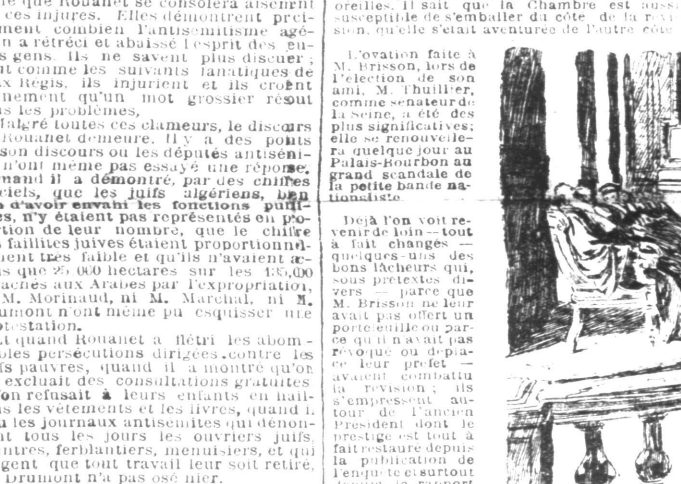 que Rouanet se consolera aisément
ces injures. Elles démontrent préci-
ment combien l'antisémitisme agé-
n a rétréci et abaissé l'esprit des
s gens. Ils ne savent plus discuter ;
nt comme les suivants fanatiques de
x Régis, ils injurient et ils croient
nement qu'un mot grossier résout
s les problèmes,
Malgré toutes ces clameurs, le discours
Rouanet demeure. Il y a des points
son discours où les députés antisémi-
n'ont même pas essayé une réponse.
uand il a démontré, par des chiffres
ciels, que les juifs algériens, ben
s d'avoir envahi les fonctions publi-
es, n'y étaient pas représentés en pro-
tion de leur nombre, que le chiffre
faillites juives étaient proportionnel-
ment très faible et qu'ils n'avaient ac-
s que 25 000 hectares sur les 135,000
achés aux Arabes par l'expropriation,
M. Morinaud, ni M. Marchal, ni M.
umont n'ont même pu esquisser une
otestation.
t quand Rouanet a flétri les abom-
bles persécutions dirigées contre les
fs pauvres, quand il a montré qu'on
excluait des consultations gratuites
on refusait à leurs enfants en hail-
s les vêtements et les livres, quand il
u les journaux antisémites qui dénon-
nt tous les jours les ouvriers juifs,
ntres, ferblantiers, menuisiers, et qui
gent que tout travail leur soit retiré,
Drumont n'a pas osé nier.
oreilles. Il sait que la Chambre est aussi
susceptible de s'emballer du côté de la révi-
sion, qu'elle s'était aventurée de l'autre côté
L'ovation faite à
M. Brisson, lors de
l'élection de son
ami, M. Thuillier,
comme sénateur de
la Seine, a été des
plus significatives;
elle se renouvelle-
ra quelque jour au
Palais-Bourbon au
grand scandale de
la petite bande na-
tionaliste.
Déjà l'on voit re-
venir de loin — tout
à fait changés —
quelques-uns des
bons lâcheurs qui,
sous prétextes di-
vers — parce que
M. Brisson ne leur
avait pas offert un
portefeuille ou par-
ce qu'il n'avait pas
révoqué ou dépla-
cé leur préfet —
avaient combattu
la révision ; ils
s'empressent au-
tour de l'ancien
Président dont le
prestige est tout à
fait restauré depuis
la publication de
l'enquête et surtout
depuis le rapport